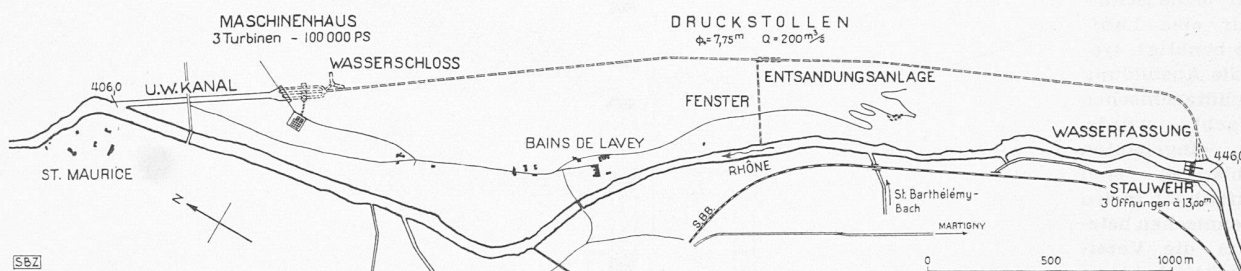 MASCHINENHAUS
3 Turbinen - 100 000 PS
WASSERSCHLOSS
DRUCKSTOLLEN
φi=7,75m Q=200m³/s
406,0
U.W.KANAL
ENTSANDUNGSANLAGE
FENSTER
ST. MAURICE
BAINS DE LAVEY
WASSERFASSUNG
446,0
RHÔNE
STAUWEHR
3 Öffnungen à 13,00m
St. Barthélémy-
Bach
S.B.B.
MARTIGNY
N
SBZ
0 500 1000 m